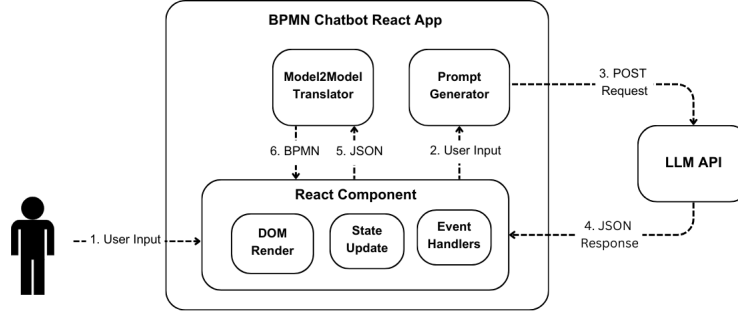 BPMN Chatbot React App
Model2Model
Translator
Prompt
Generator
3. POST
Request
6. BPMN
5. JSON
2. User Input
LLM API
React Component
1. User Input
DOM
Render
State
Update
Event
Handlers
4. JSON
Response